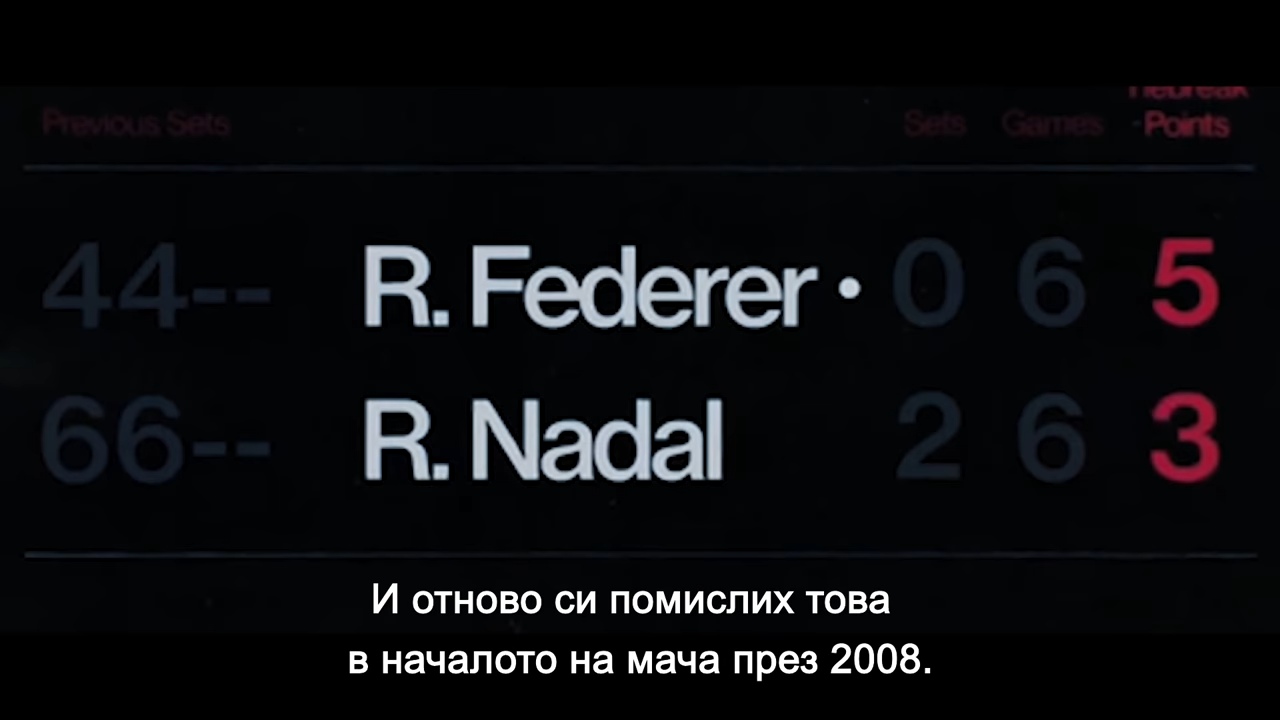 Tiebreak
Previous Sets Sets Games Points
44-- R. Federer • 0 6 5
66-- R. Nadal 2 6 3
И отново си помислих това
в началото на мача през 2008.